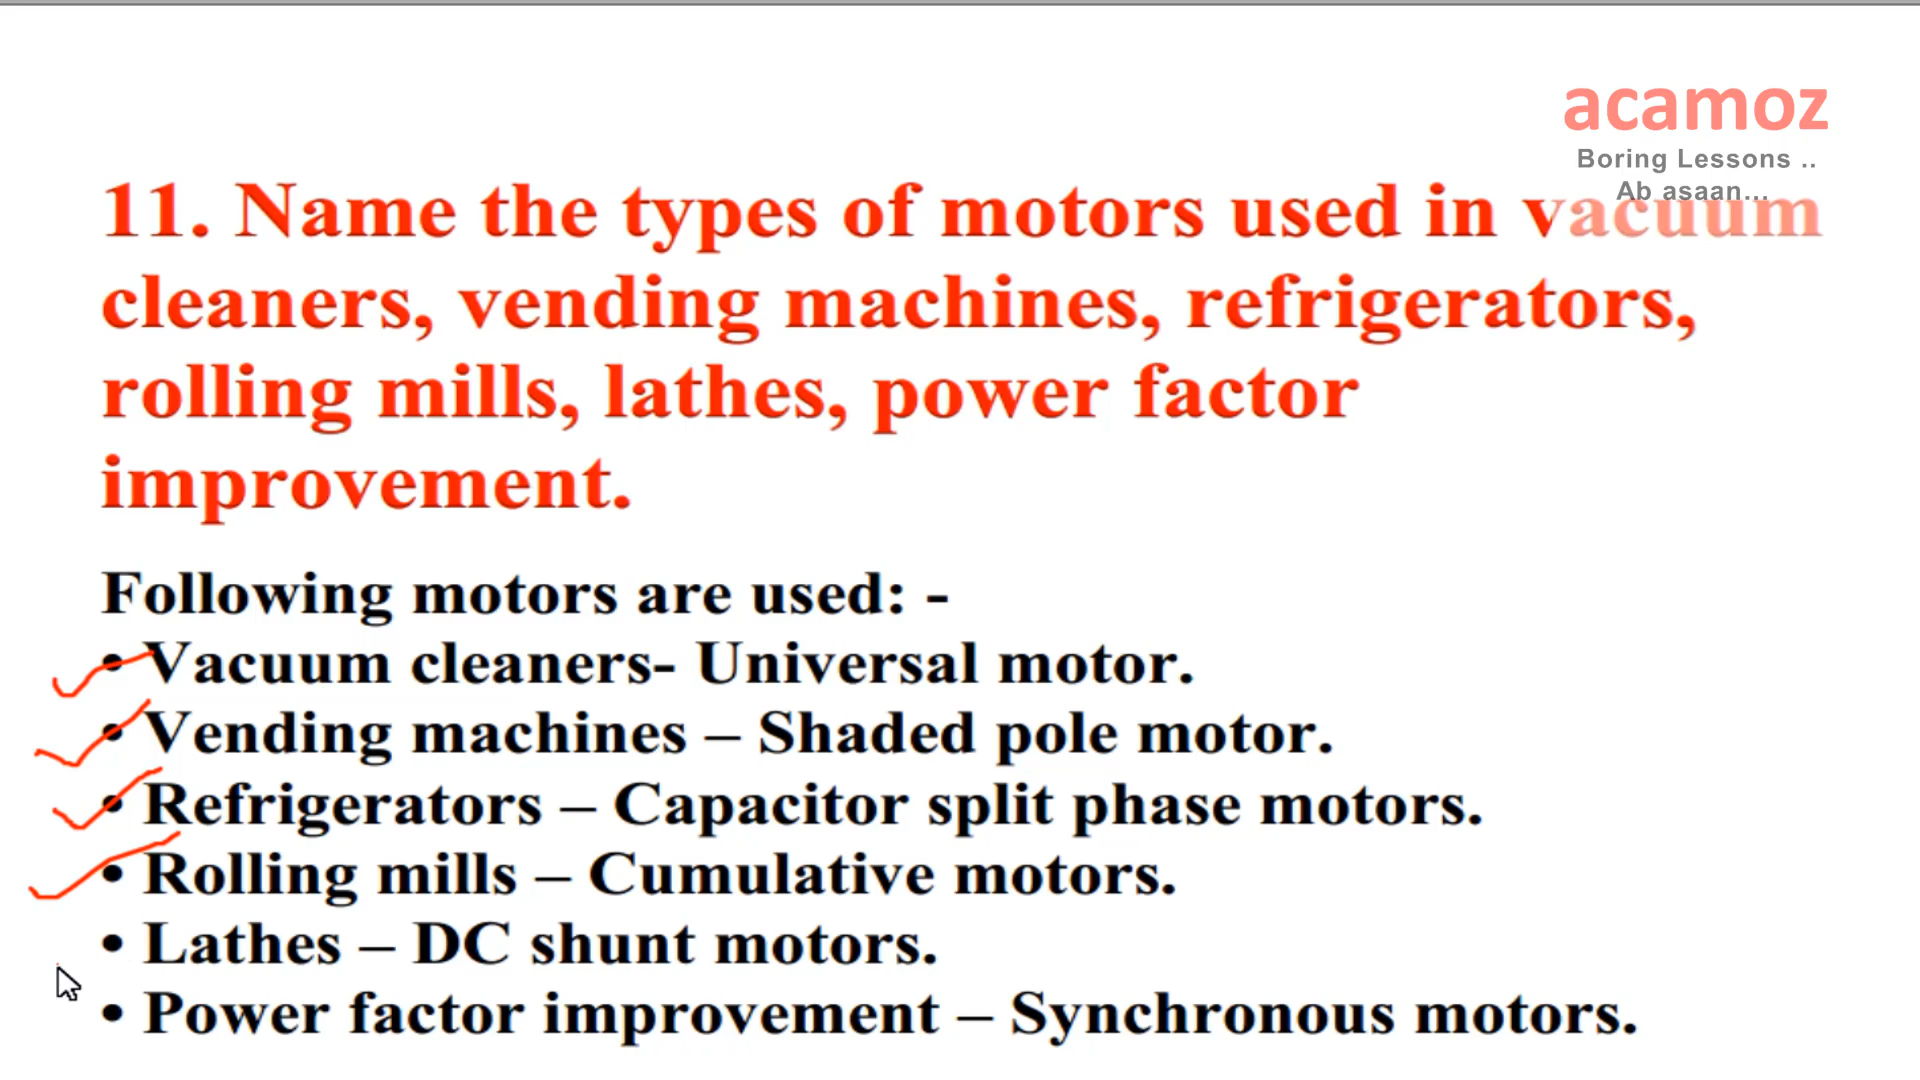 acamoz
Boring Lessons ..
Ab asaan...
11. Name the types of motors used in vacuum
cleaners, vending machines, refrigerators,
rolling mills, lathes, power factor
improvement.
Following motors are used: -
• Vacuum cleaners- Universal motor.
• Vending machines – Shaded pole motor.
• Refrigerators – Capacitor split phase motors.
• Rolling mills – Cumulative motors.
• Lathes – DC shunt motors.
• Power factor improvement – Synchronous motors.